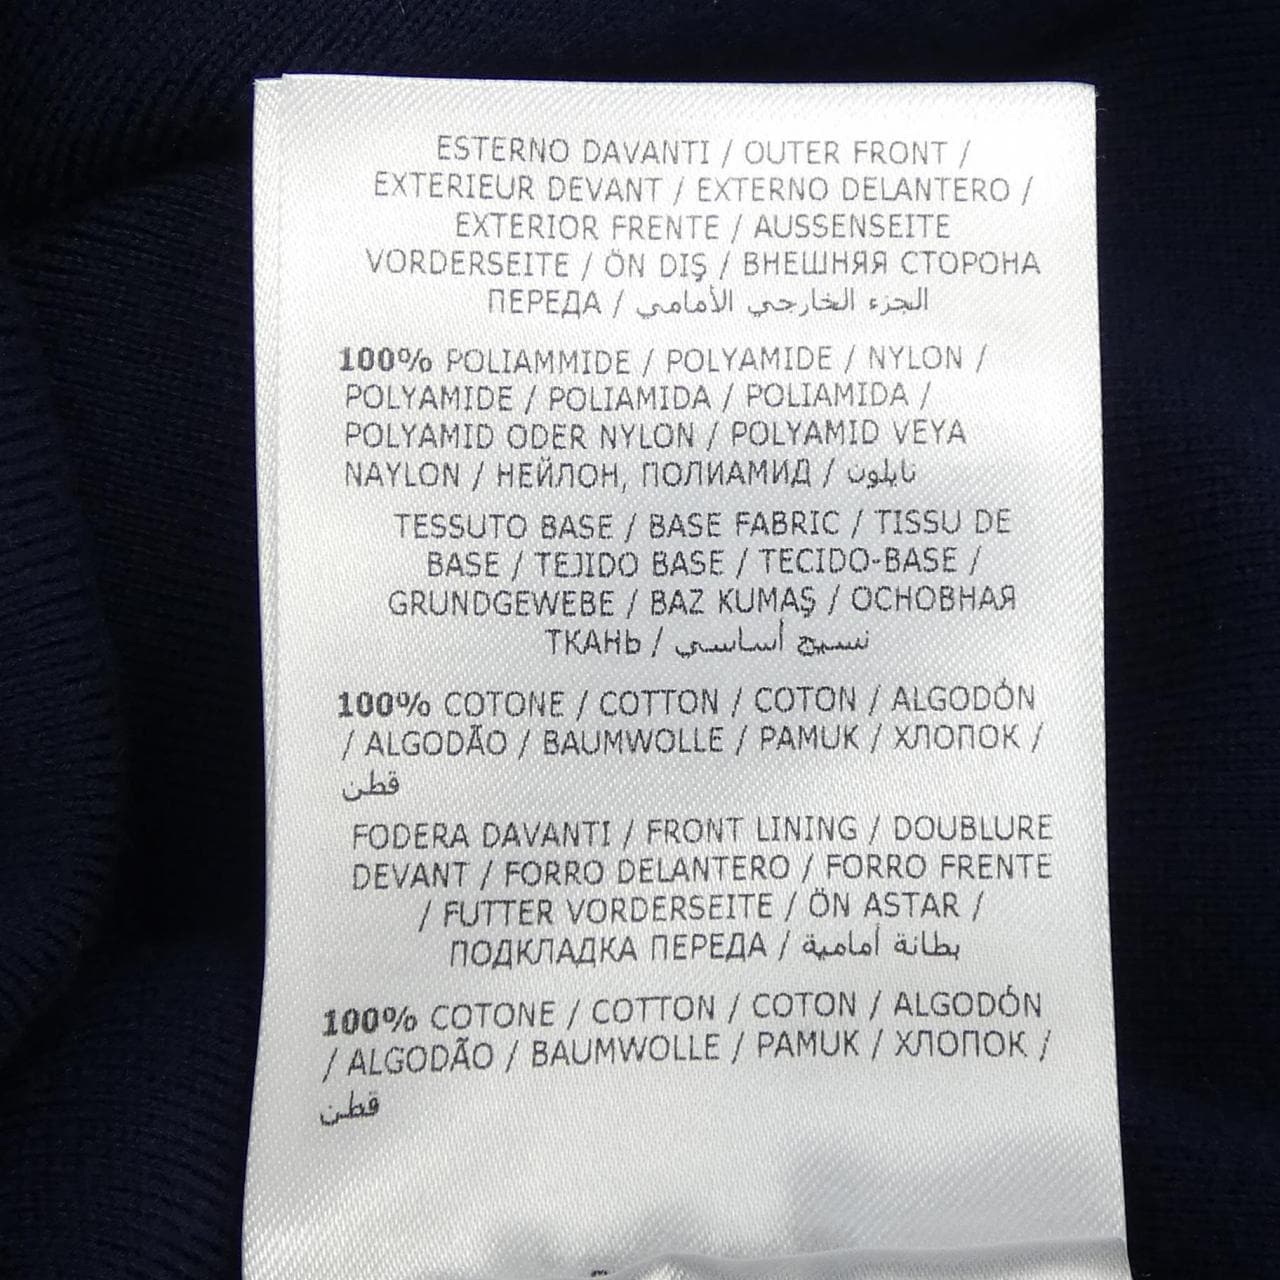 ESTERNO DAVANTI / OUTER FRONT /
EXTERIEUR DEVANT / EXTERNO DELANTERO /
EXTERIOR FRENTE / AUSSENSEITE
VORDERSEITE / ÖN DIŞ / ВНЕШНЯЯ СТОРОНА
ПЕРЕДА / الجزء الخارجي الأمامي
100% POLIAMMIDE / POLYAMIDE / NYLON /
POLYAMIDE / POLIAMIDA / POLIAMIDA /
POLYAMID ODER NYLON / POLYAMID VEYA
NAYLON / НЕЙЛОН, ПОЛИАМИД / نايلون
TESSUTO BASE / BASE FABRIC / TISSU DE
BASE / TEJIDO BASE / TECIDO-BASE /
GRUNDGEWEBE / BAZ KUMAŞ / ОСНОВНАЯ
ТКАНЬ / نسيج أساسي
100% COTONE / COTTON / COTON / ALGODÓN
/ ALGODÃO / BAUMWOLLE / PAMUK / ХЛОПОК /
قطن
FODERA DAVANTI / FRONT LINING / DOUBLURE
DEVANT / FORRO DELANTERO / FORRO FRENTE
/ FUTTER VORDERSEITE / ÖN ASTAR /
ПОДКЛАДКА ПЕРЕДА / بطانة أمامية
100% COTONE / COTTON / COTON / ALGODÓN
/ ALGODÃO / BAUMWOLLE / PAMUK / ХЛОПОК /
قطن